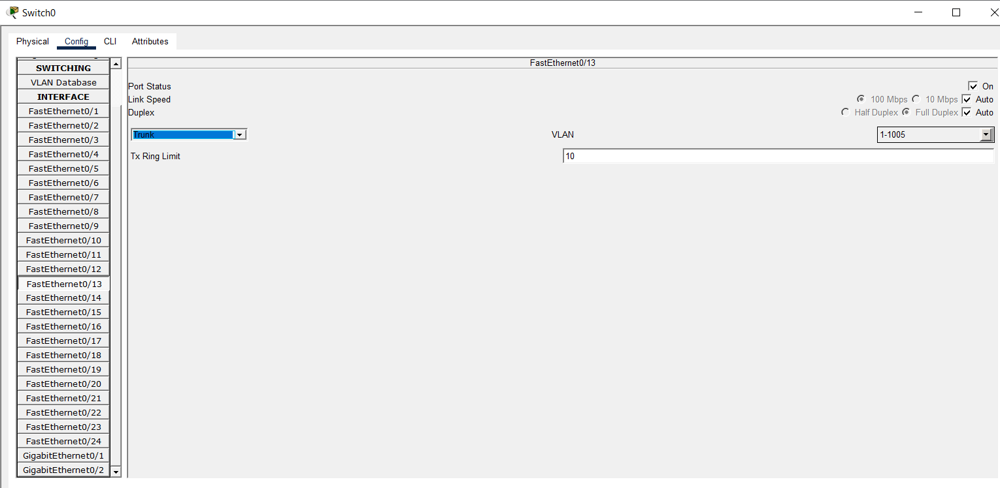 Switch0
Physical Config CLI Attributes
SWITCHING
VLAN Database
INTERFACE
FastEthernet0/1
FastEthernet0/2
FastEthernet0/3
FastEthernet0/4
FastEthernet0/5
FastEthernet0/6
FastEthernet0/7
FastEthernet0/8
FastEthernet0/9
FastEthernet0/10
FastEthernet0/11
FastEthernet0/12
FastEthernet0/13
FastEthernet0/14
FastEthernet0/15
FastEthernet0/16
FastEthernet0/17
FastEthernet0/18
FastEthernet0/19
FastEthernet0/20
FastEthernet0/21
FastEthernet0/22
FastEthernet0/23
FastEthernet0/24
GigabitEthernet0/1
GigabitEthernet0/2
FastEthernet0/13
Port Status On
Link Speed 100 Mbps 10 Mbps Auto
Duplex Half Duplex Full Duplex Auto
Trunk VLAN 1-1005
Tx Ring Limit 10